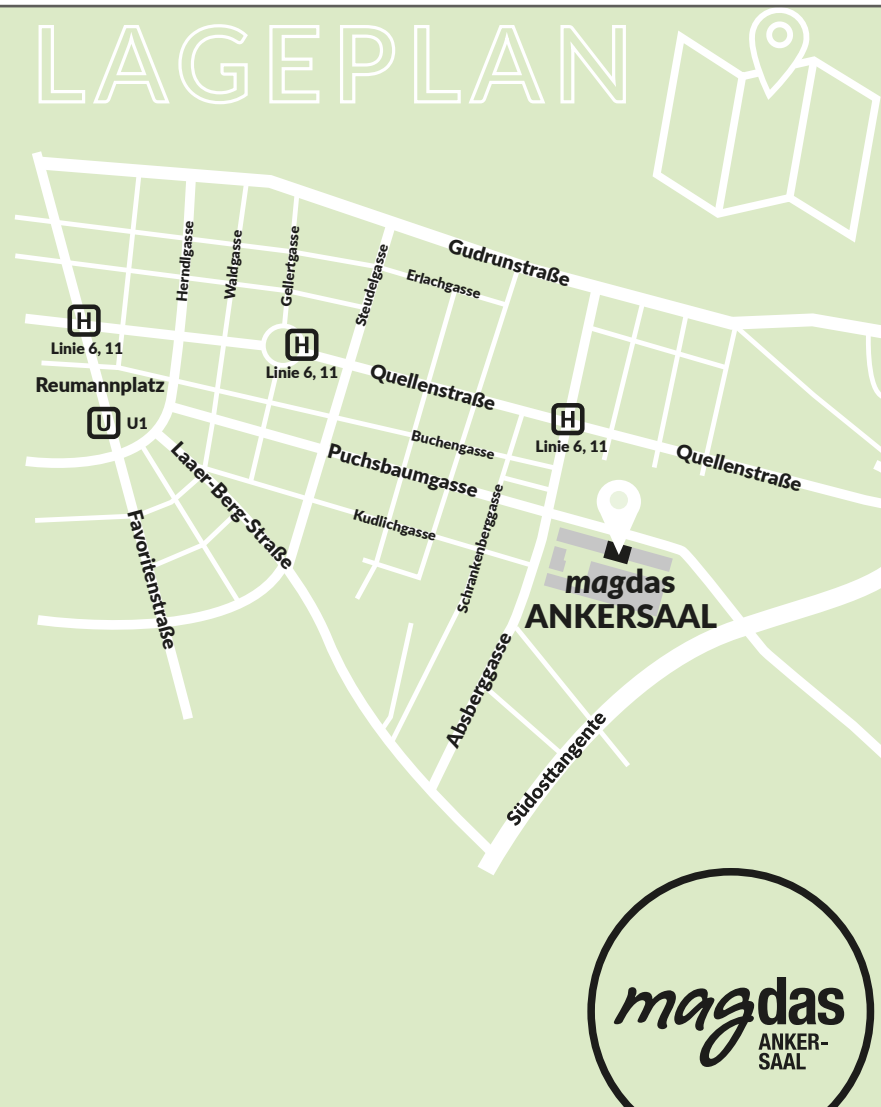 LAGEPLAN
Herndlgasse
Waldgasse
Gellertgasse
Steudelgasse
Gudrunstraße
Erlachgasse
H
Linie 6, 11
H
Linie 6, 11
Reumannplatz
U U1
Quellenstraße
H
Linie 6, 11
Buchengasse
Puchsbaumgasse
Quellenstraße
Laaer-Berg-Straße
Kudlichgasse
Schrankenberggasse
Favoritenstraße
magdas
ANKERSAAL
Absberggasse
Südosttangente
magdas
ANKER-
SAAL